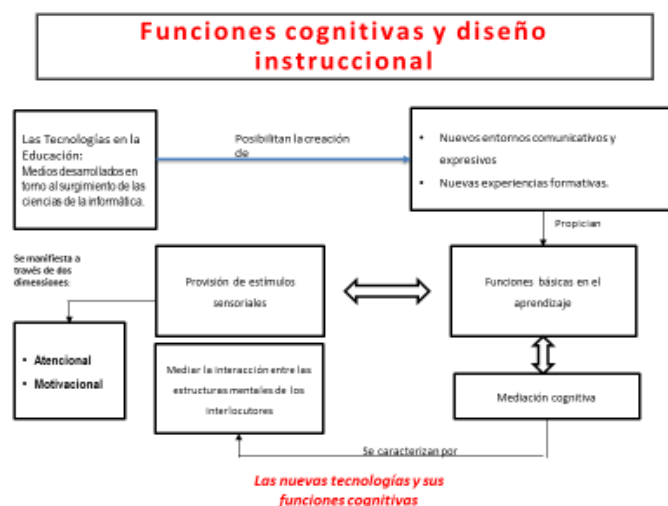 Funciones cognitivas y diseño
instruccional
Las Tecnologías en la
Educación:
Medios desarrollados en
torno al surgimiento de las
ciencias de la informática.
Posibilitan la creación
de
• Nuevos entornos comunicativos y
expresivos
• Nuevas experiencias formativas.
Propician
Se manifiesta a
través de dos
dimensiones:
Provisión de estímulos
sensoriales
Funciones básicas en el
aprendizaje
• Atencional
• Motivacional
Mediar la interacción entre las
estructuras mentales de los
interlocutores
Mediación cognitiva
Se caracterizan por
Las nuevas tecnologías y sus
funciones cognitivas